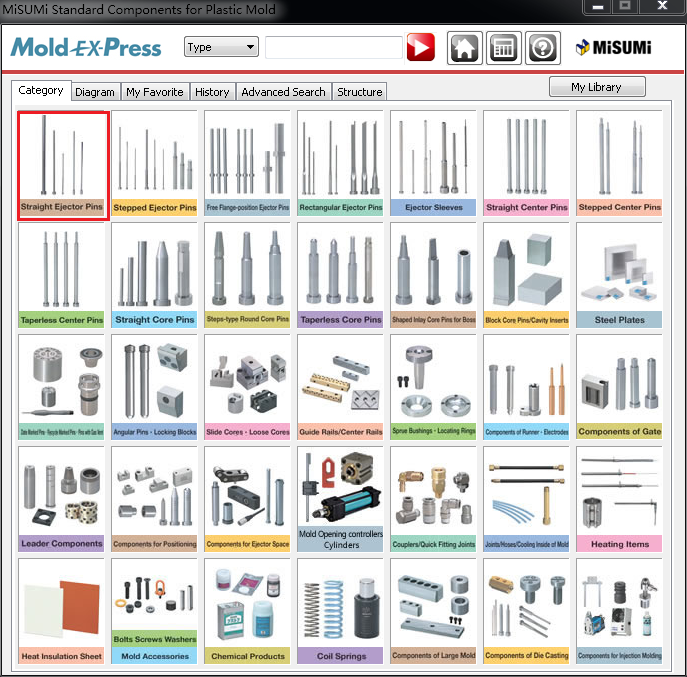 MiSUMi Standard Components for Plastic Mold
Mold-EX-Press
Type
MiSUMi
Category
Diagram
My Favorite
History
Advanced Search
Structure
My Library
Straight Ejector Pins
Stepped Ejector Pins
Free Flange-position Ejector Pins
Rectangular Ejector Pins
Ejector Sleeves
Straight Center Pins
Stepped Center Pins
Taperless Center Pins
Straight Core Pins
Steps-type Round Core Pins
Taperless Core Pins
Shaped Inlay Core Pins for Boss
Block Core Pins/Cavity Inserts
Steel Plates
Date Marked Pins - Recycle Marked Pins - Pins with Gas Vent
Angular Pins - Locking Blocks
Slide Cores - Loose Cores
Guide Rails/Center Rails
Sprue Bushings - Locating Rings
Components of Runner - Electrodes
Components of Gate
Leader Components
Components for Positioning
Components for Ejector Space
Mold Opening controllers
Cylinders
Couplers/Quick Fitting Joints
Joints/Hoses/Cooling Inside of Mold
Heating Items
Heat Insulation Sheet
Bolts Screws Washers
Mold Accessories
Chemical Products
Coil Springs
Components of Large Mold
Components of Die Casting
Components for Injection Molding